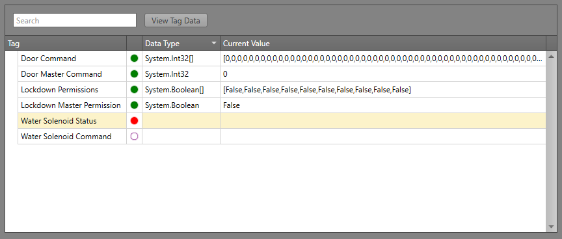 Search
View Tag Data
Tag Data Type Current Value
Door Command System.Int32[] [0,0,0,0,0,0,0,0,0,0,0,0,0,0,0,0,0,0,0,0,0,0,0,0,0,0,0,0,0,0,0,0,0,0,0,0,0,0,0,0,0,0,0,0,0,0,0,0,0,0,0,0,0...
Door Master Command System.Int32 0
Lockdown Permissions System.Boolean[] [False,False,False,False,False,False,False,False,False,False]
Lockdown Master Permission System.Boolean False
Water Solenoid Status
Water Solenoid Command